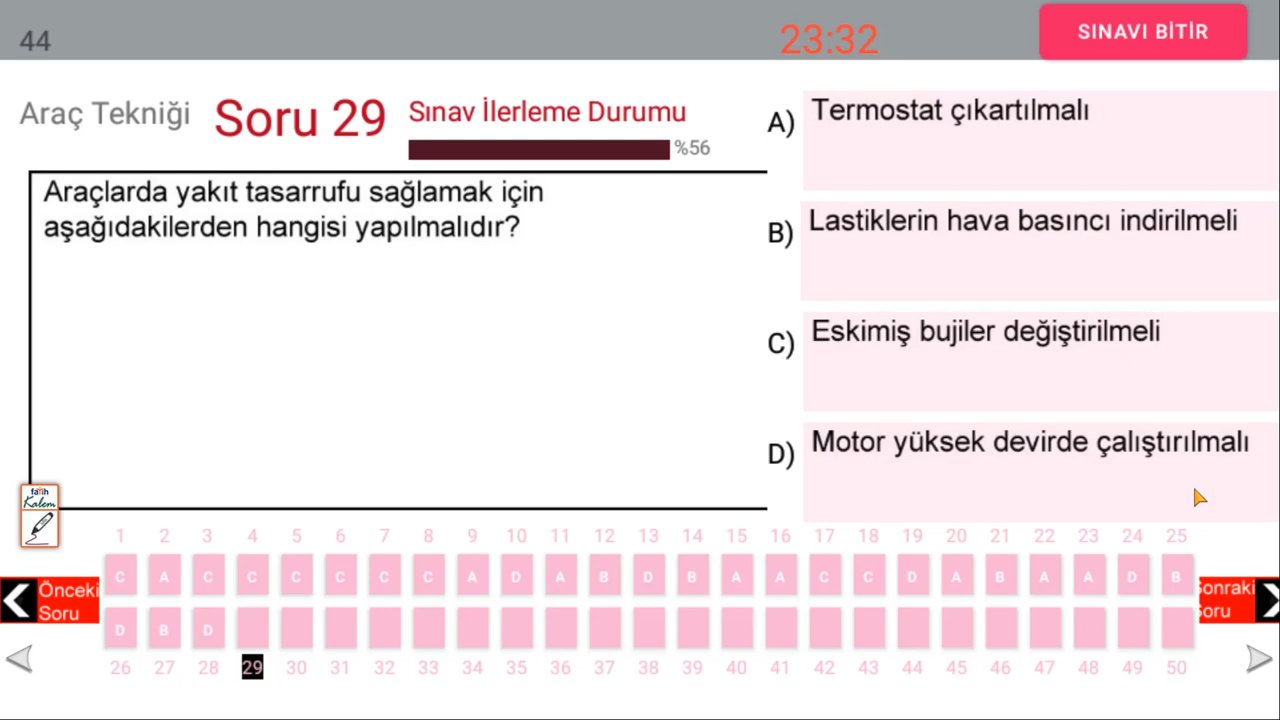 44
23:32
SINAVI BİTİR
Araç Tekniği
Soru 29
Sınav İlerleme Durumu
%56
Araçlarda yakıt tasarrufu sağlamak için
aşağıdakilerden hangisi yapılmalıdır?
A) Termostat çıkartılmalı
B) Lastiklerin hava basıncı indirilmeli
C) Eskimiş bujiler değiştirilmeli
D) Motor yüksek devirde çalıştırılmalı
fatih
Kalem
1 2 3 4 5 6 7 8 9 10 11 12 13 14 15 16 17 18 19 20 21 22 23 24 25
C A C C C C C C A D A B D B A A C C D A B A A D B
Önceki
Soru
Sonraki
Soru
D B D
26 27 28 29 30 31 32 33 34 35 36 37 38 39 40 41 42 43 44 45 46 47 48 49 50